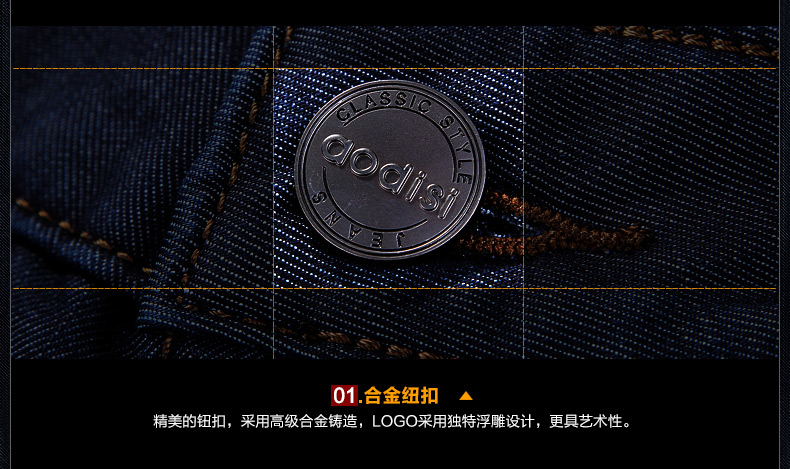 CLASSIC STYLE
aodisi
JEANS
01.合金纽扣
精美的钮扣，采用高级合金铸造，LOGO采用独特浮雕设计，更具艺术性。